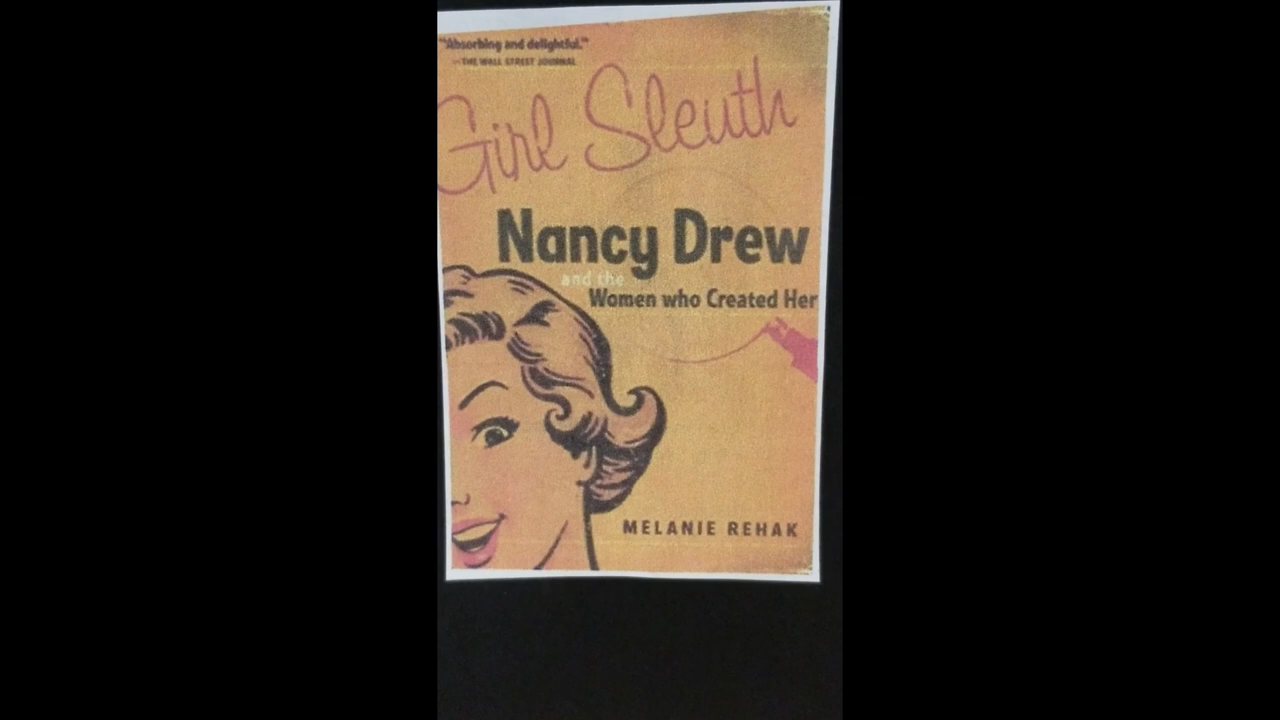 "Absorbing and delightful."
—THE WALL STREET JOURNAL
Girl Sleuth
Nancy Drew
and the
Women who Created Her
MELANIE REHAK